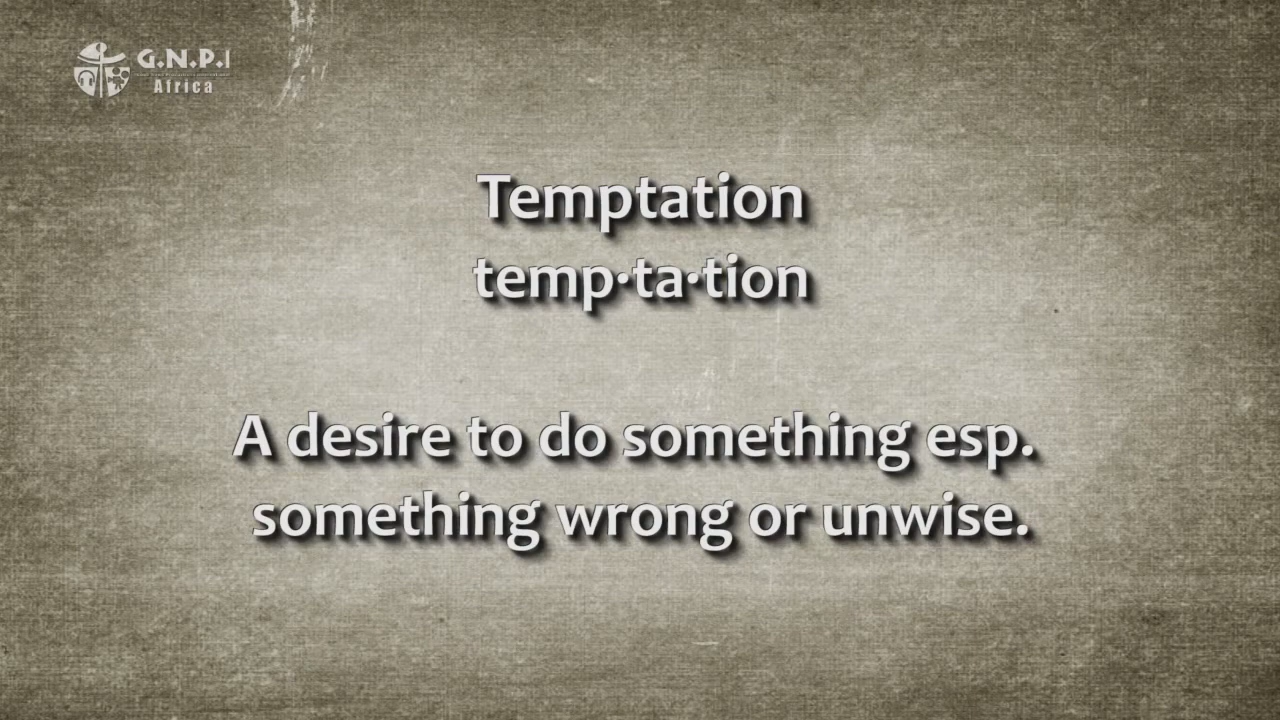 G.N.P.I
Africa
Temptation
temp·ta·tion
A desire to do something esp.
something wrong or unwise.